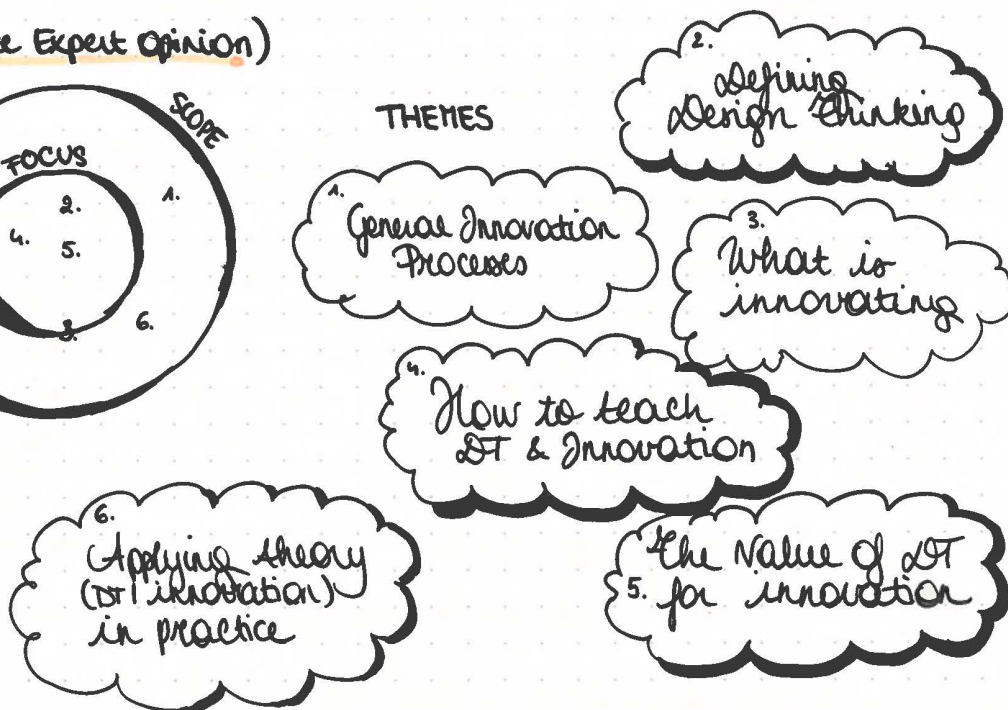 Expert Opinion)
SCOPE
FOCUS
2.
1.
4.
5.
3.
6.
THEMES
1.
General Innovation
Processes
2.
Defining
Design Thinking
3.
What is
innovating
4.
How to teach
DT & Innovation
6.
Applying theory
(DT | innovation)
in practice
The Value of DT
5. for innovation